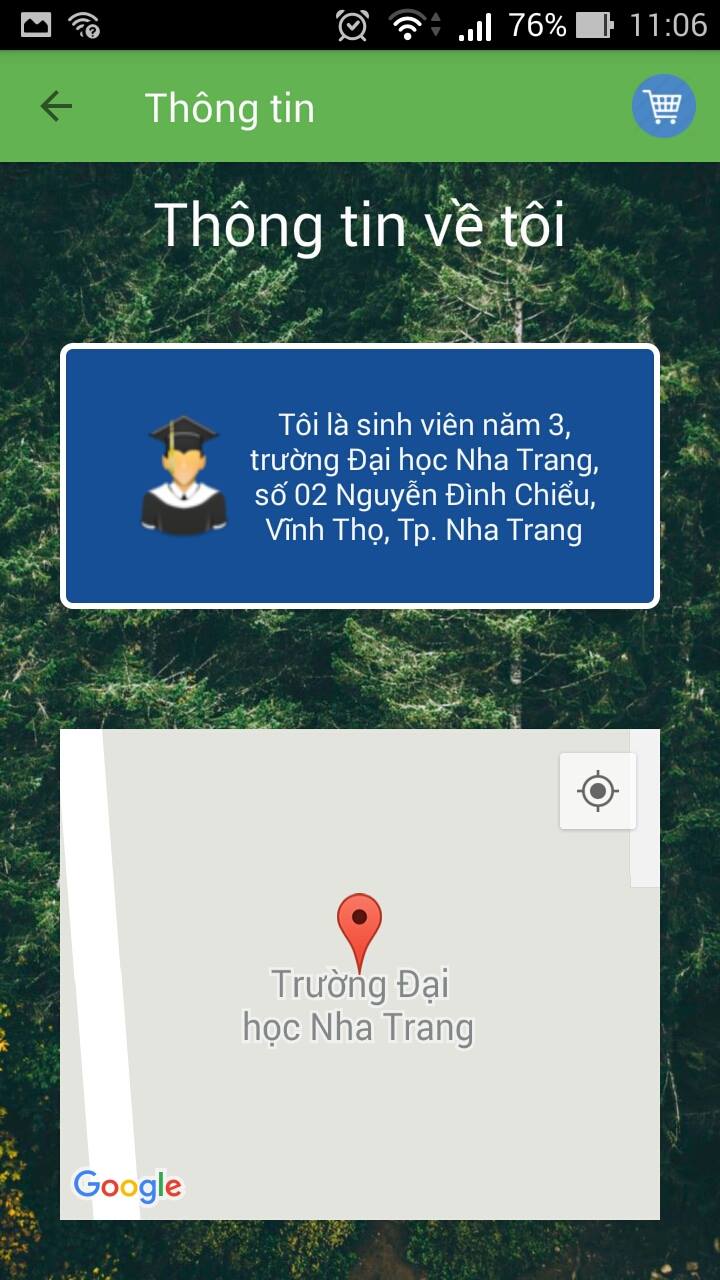 76% 11:06
Thông tin
Thông tin về tôi
Tôi là sinh viên năm 3,
trường Đại học Nha Trang,
số 02 Nguyễn Đình Chiểu,
Vĩnh Thọ, Tp. Nha Trang
Trường Đại
học Nha Trang
Google